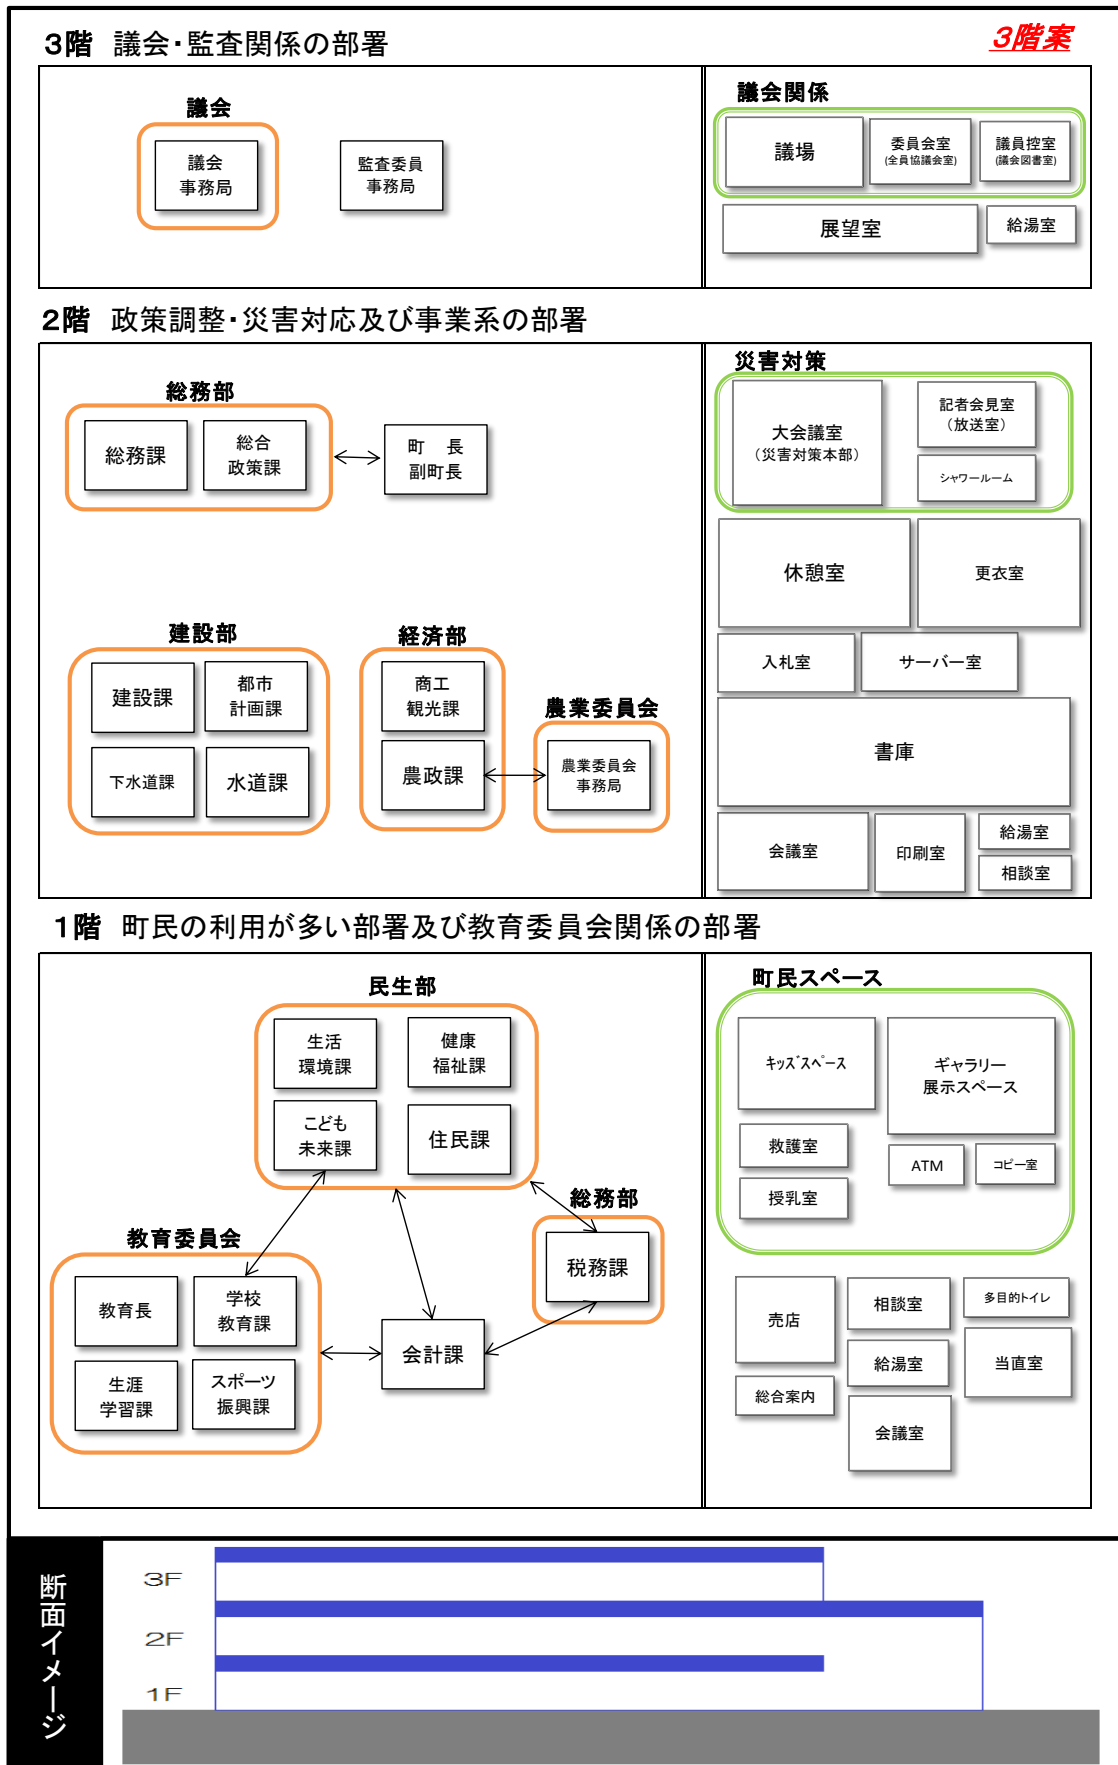 3階 議会・監査関係の部署
3階案
議会
議会
事務局
監査委員
事務局
議会関係
議場
委員会室
(全員協議会室)
議員控室
(議会図書室)
展望室
給湯室
2階 政策調整・災害対応及び事業系の部署
総務部
総務課
総合
政策課
町 長
副町長
建設部
建設課
都市
計画課
下水道課
水道課
経済部
商工
観光課
農政課
農業委員会
農業委員会
事務局
災害対策
大会議室
（災害対策本部）
記者会見室
（放送室）
シャワールーム
休憩室
更衣室
入札室
サーバー室
書庫
会議室
印刷室
給湯室
相談室
1階 町民の利用が多い部署及び教育委員会関係の部署
民生部
生活
環境課
健康
福祉課
こども
未来課
住民課
総務部
税務課
教育委員会
教育長
学校
教育課
生涯
学習課
スポーツ
振興課
会計課
町民スペース
ｷｯｽﾞｽﾍﾟｰｽ
ギャラリー
展示スペース
救護室
ATM
コピー室
授乳室
売店
相談室
多目的トイレ
給湯室
当直室
総合案内
会議室
断面イメージ
3F
2F
1F